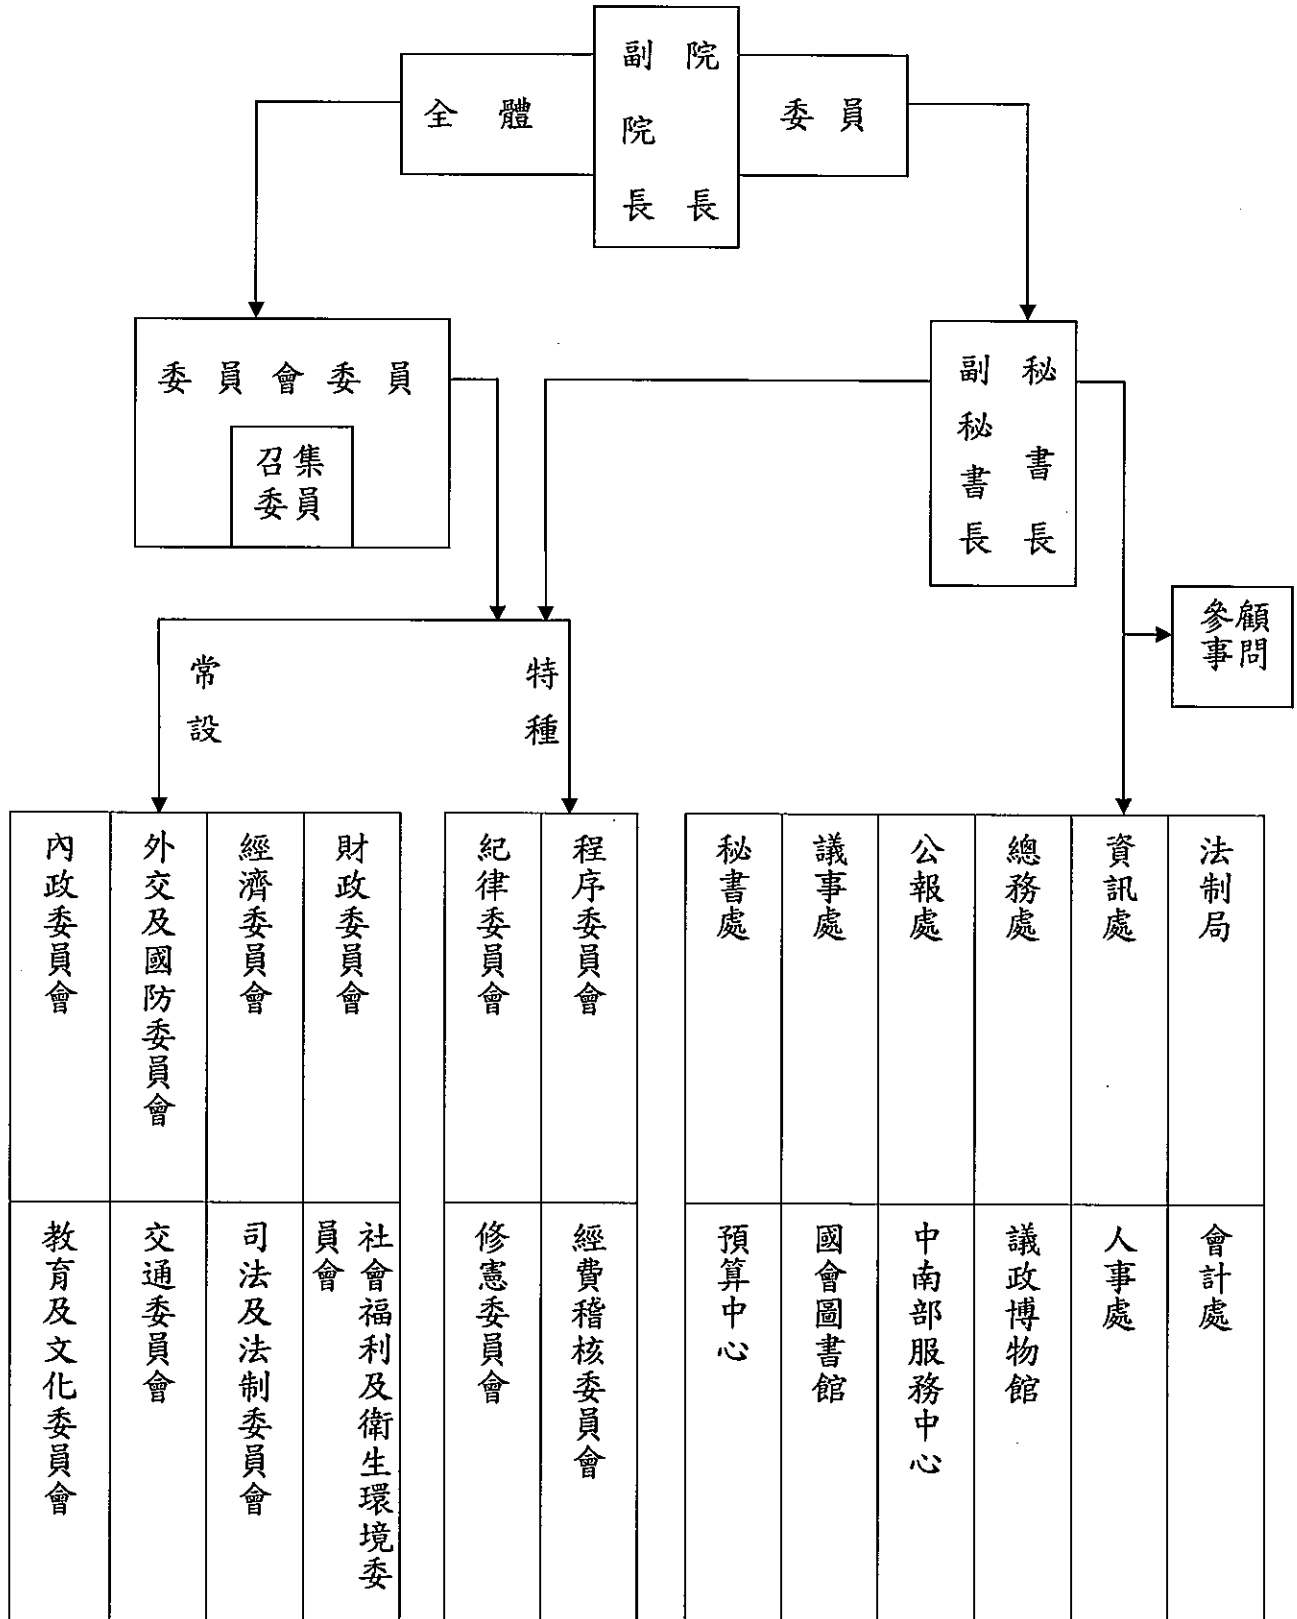 院長
副院長
全體
委員
委員會委員
召集
委員
秘書長
副秘書長
顧問
參事
常設
特種
內政委員會
外交及國防委員會
經濟委員會
財政委員會
紀律委員會
程序委員會
秘書處
議事處
公報處
總務處
資訊處
法制局
教育及文化委員會
交通委員會
司法及法制委員會
社會福利及衛生環境委
員會
修憲委員會
經費稽核委員會
預算中心
國會圖書館
中南部服務中心
議政博物館
人事處
會計處